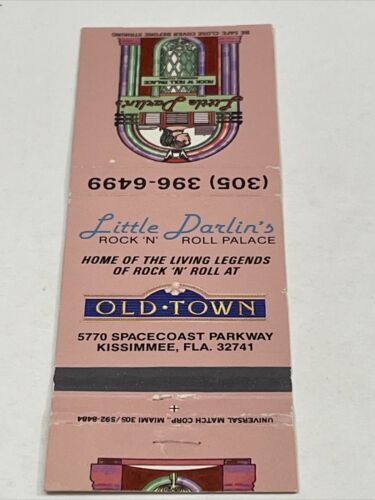 BE SAFE. CLOSE COVER BEFORE STRIKING
Little Darlin's
ROCK 'N' ROLL PALACE
(305) 396-6499
Little Darlin's
ROCK 'N' ROLL PALACE
HOME OF THE LIVING LEGENDS
OF ROCK 'N' ROLL AT
OLD•TOWN
5770 SPACECOAST PARKWAY
KISSIMMEE, FLA. 32741
UNIVERSAL MATCH CORP., MIAMI 305/592-8484